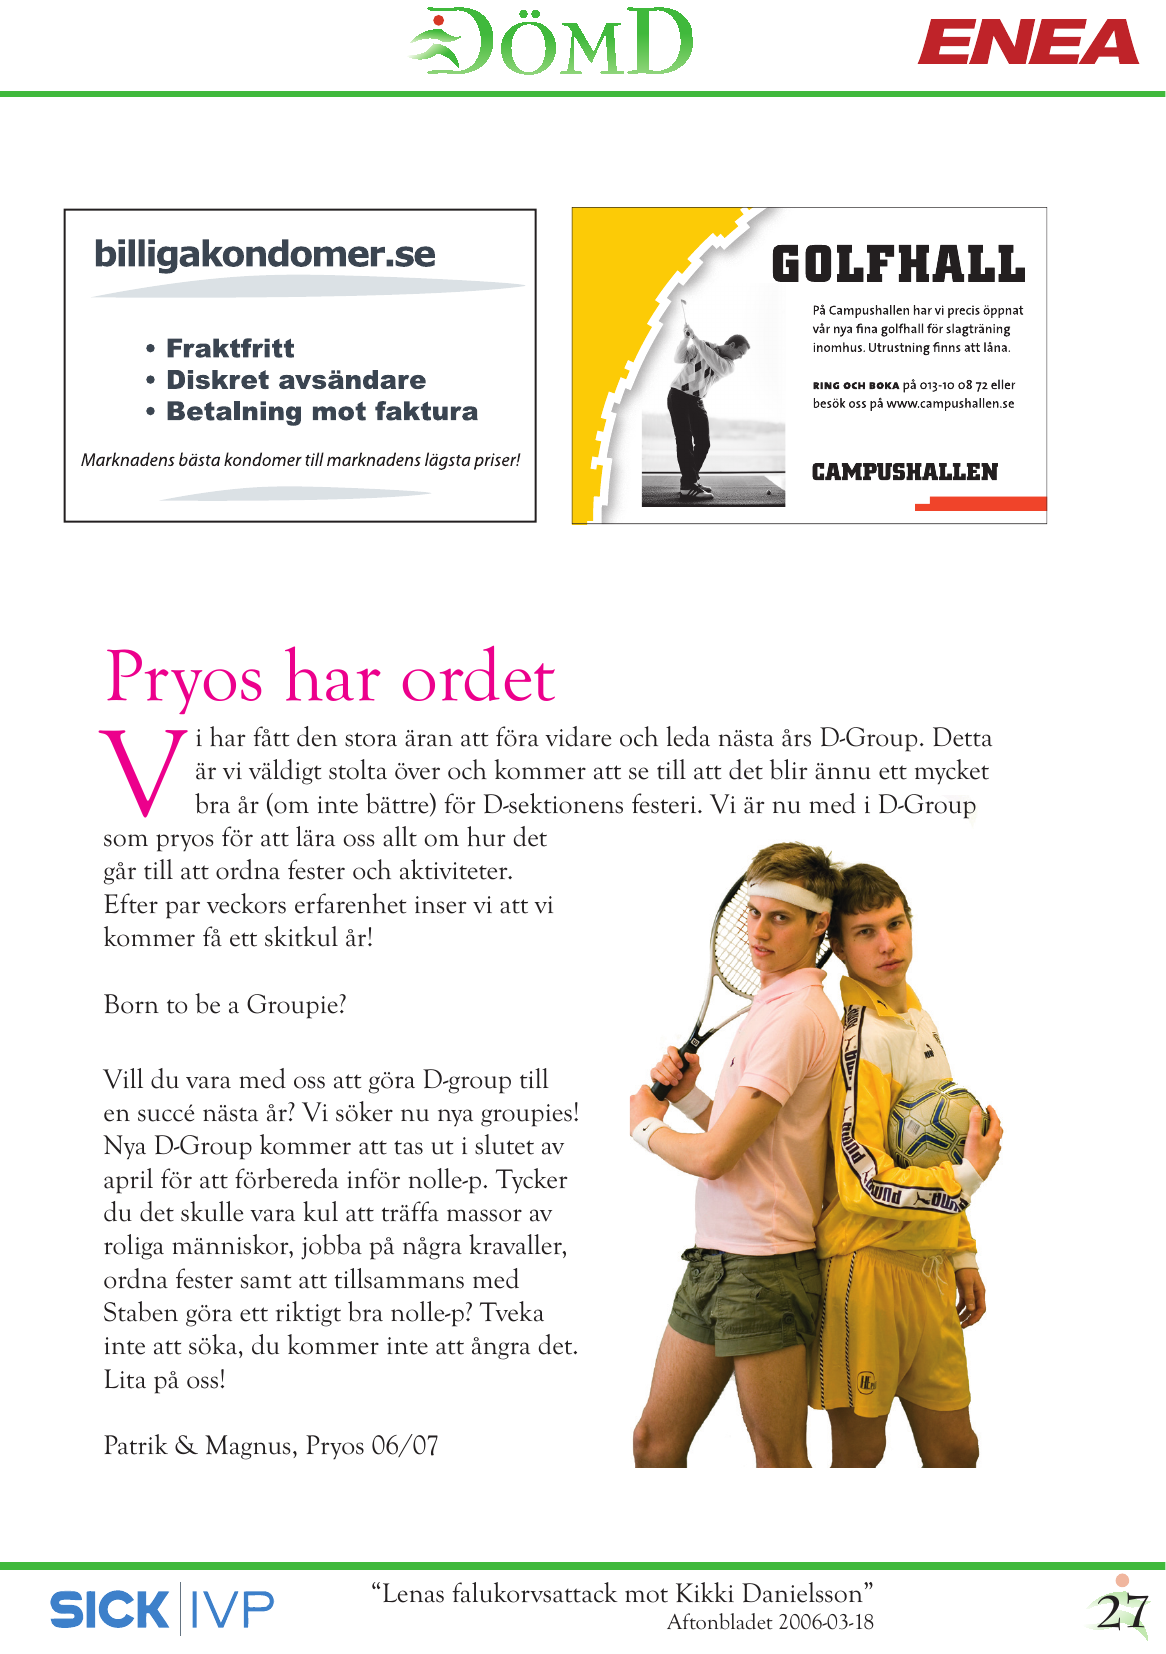 DÖMD
ENEA
billigakondomer.se
• Fraktfritt
• Diskret avsändare
• Betalning mot faktura
Marknadens bästa kondomer till marknadens lägsta priser!
GOLFHALL
På Campushallen har vi precis öppnat
vår nya fina golfhall för slagträning
inomhus. Utrustning finns att låna.
RING OCH BOKA på 013-10 08 72 eller
besök oss på www.campushallen.se
CAMPUSHALLEN
Pryos har ordet
Vi har fått den stora äran att föra vidare och leda nästa års D-Group. Detta
är vi väldigt stolta över och kommer att se till att det blir ännu ett mycket
bra år (om inte bättre) för D-sektionens festeri. Vi är nu med i D-Group
som pryos för att lära oss allt om hur det
går till att ordna fester och aktiviteter.
Efter par veckors erfarenhet inser vi att vi
kommer få ett skitkul år!
Born to be a Groupie?
Vill du vara med oss att göra D-group till
en succé nästa år? Vi söker nu nya groupies!
Nya D-Group kommer att tas ut i slutet av
april för att förbereda inför nolle-p. Tycker
du det skulle vara kul att träffa massor av
roliga människor, jobba på några kravaller,
ordna fester samt att tillsammans med
Staben göra ett riktigt bra nolle-p? Tveka
inte att söka, du kommer inte att ångra det.
Lita på oss!
Patrik & Magnus, Pryos 06/07
SICK IVP
“Lenas falukorvsattack mot Kikki Danielsson”
Aftonbladet 2006-03-18
27